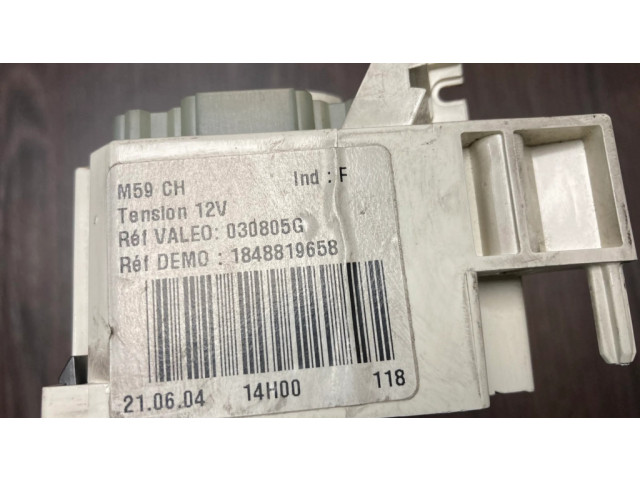 M59 CH Ind : F
Tension 12V
Réf VALEO: 030805G
Réf DEMO : 1848819658
21.06.04 14H00 118